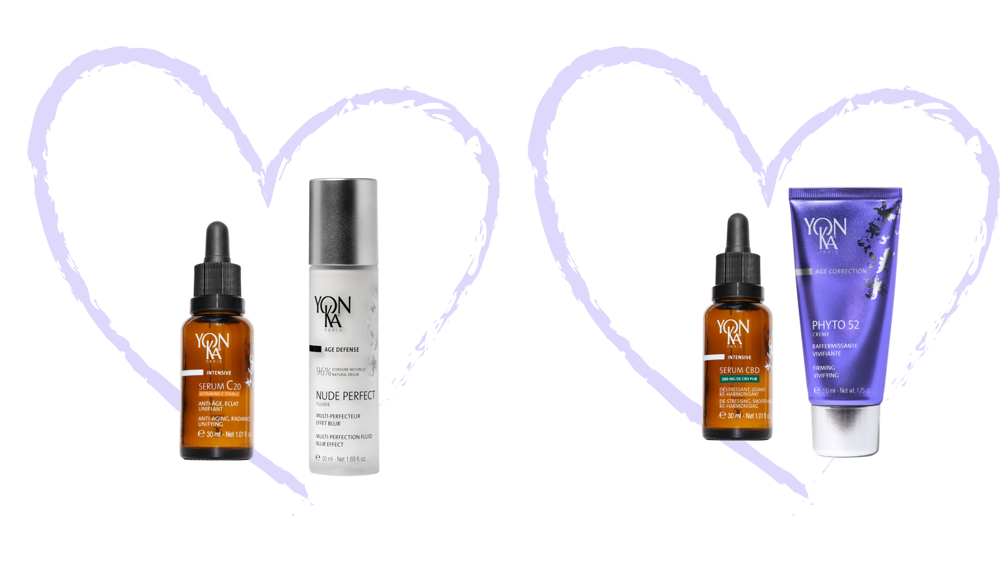 YON
KA®
PARIS
INTENSIVE
SERUM C20
VITAMINE C STABLE
ANTI-ÂGE, ECLAT
UNIFIANT
ANTI-AGING, RADIANCE
UNIFYING
℮ 30 ml - Net 1.01 fl. oz.
YON
KA®
PARIS
AGE DEFENSE
96% D'ORIGINE NATURELLE
NATURAL ORIGIN
NUDE PERFECT
FLUIDE
MULTI-PERFECTEUR
EFFET BLUR
MULTI-PERFECTION FLUID
BLUR EFFECT
℮ 50 ml - Net 1.69 fl. oz.
YON
KA®
PARIS
INTENSIVE
SERUM CBD
300 MG DE CBD PUR
DÉSTRESSANT, LISSANT
RÉ-HARMONISANT
DE-STRESSING, SMOOTHING
RE-HARMONISING
℮ 30 ml - Net 1.01 fl. oz.
YON
KA
PARIS
AGE CORRECTION
PHYTO 52
CREME
RAFFERMISSANTE
VIVIFIANTE
FIRMING
VIVIFYING
℮ 50 ml - Net wt. 1.75 oz.